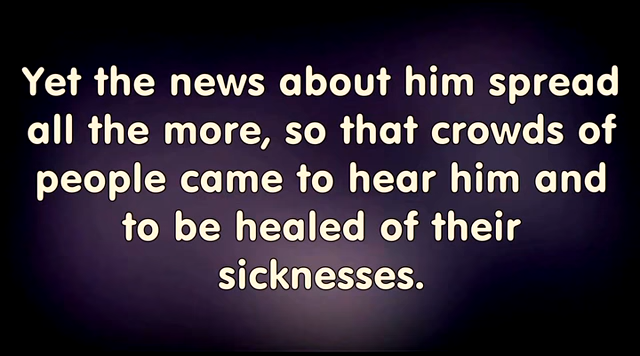 Yet the news about him spread
all the more, so that crowds of
people came to hear him and
to be healed of their
sicknesses.